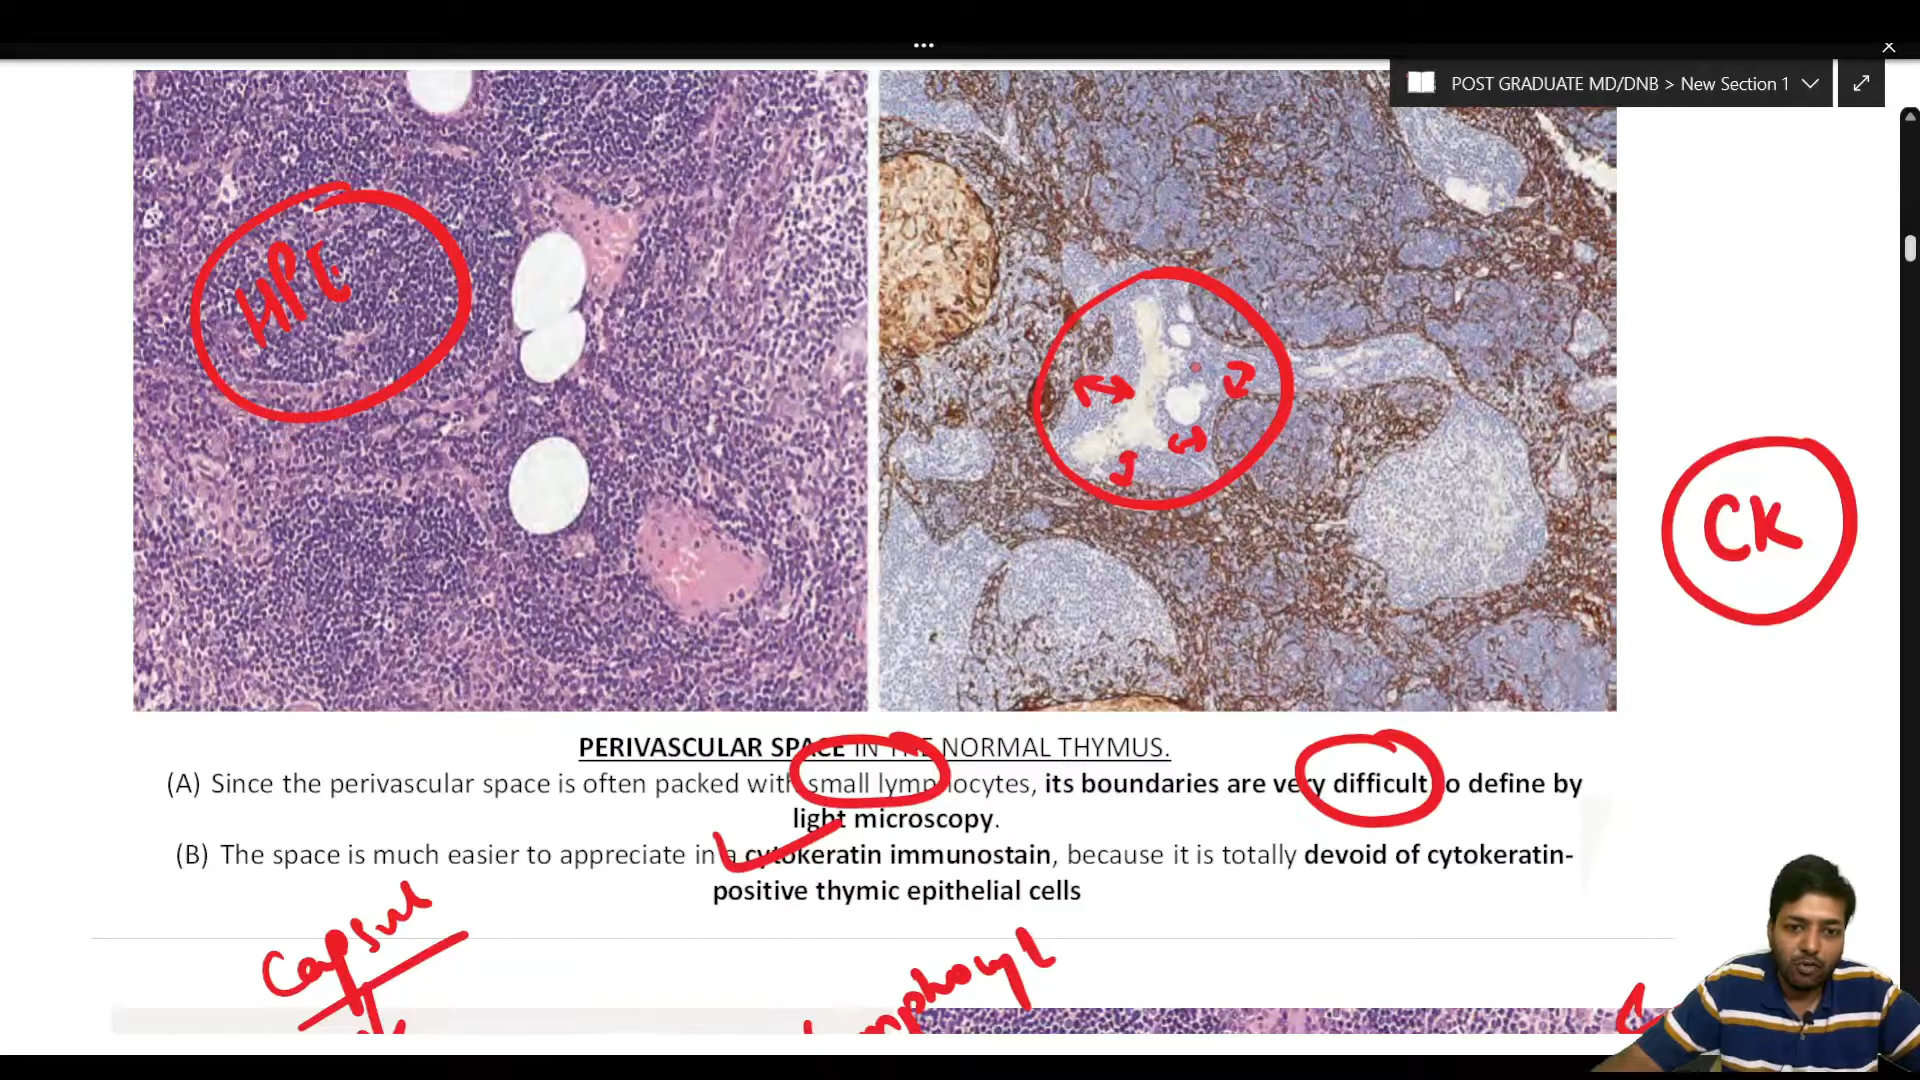 POST GRADUATE MD/DNB > New Section 1
HPE
CK
PERIVASCULAR SPACE IN THE NORMAL THYMUS.
(A) Since the perivascular space is often packed with small lymphocytes, its boundaries are very difficult to define by
light microscopy.
(B) The space is much easier to appreciate in a cytokeratin immunostain, because it is totally devoid of cytokeratin-
positive thymic epithelial cells
Capsul